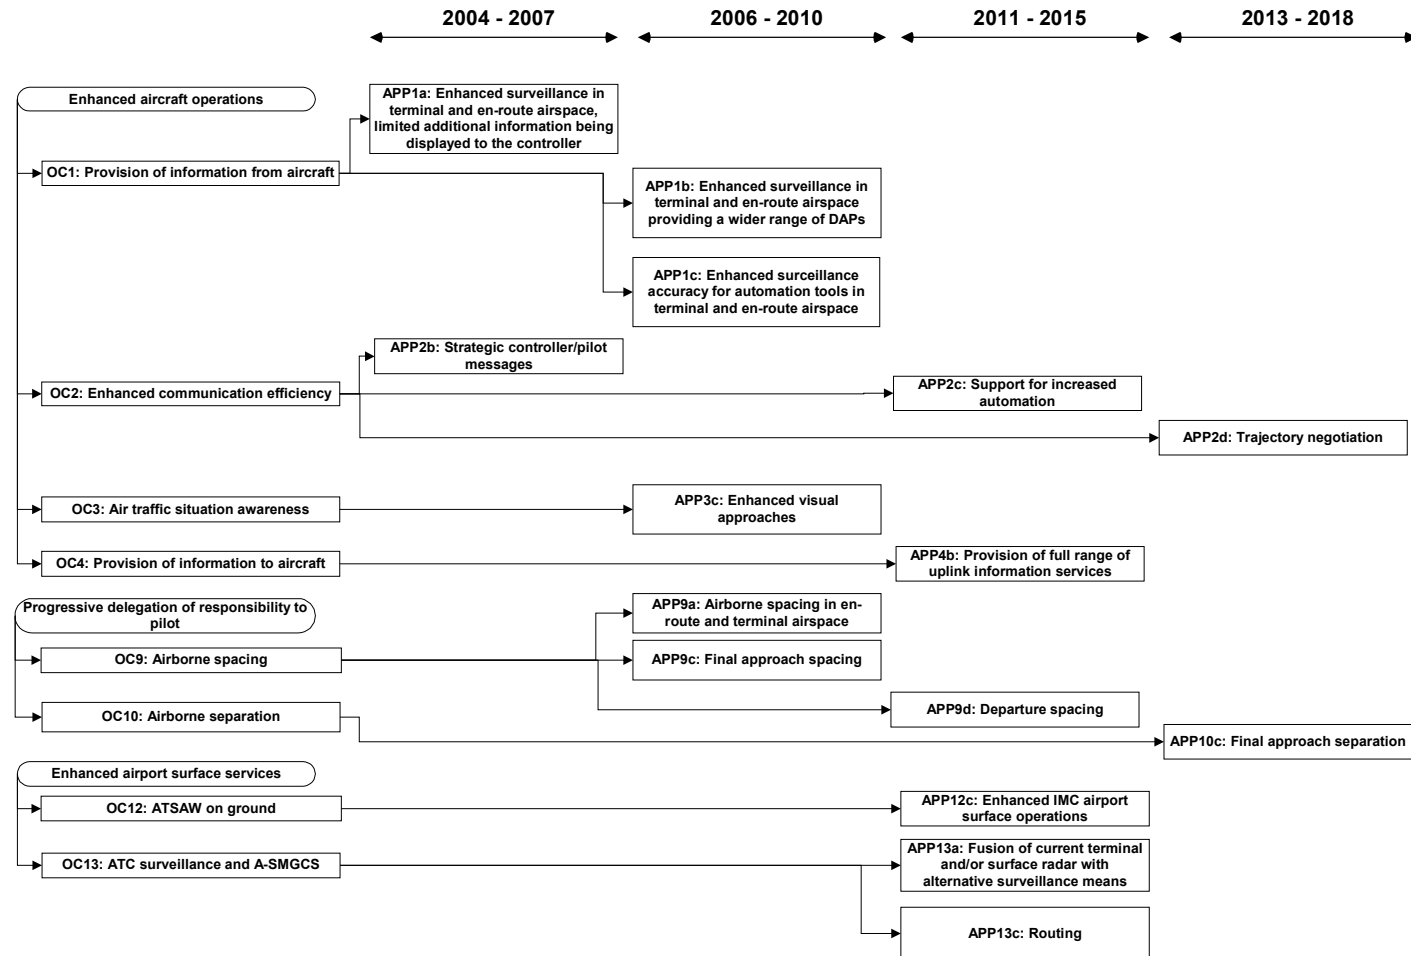 2004 - 2007
2006 - 2010
2011 - 2015
2013 - 2018
Enhanced aircraft operations
APP1a: Enhanced surveillance in
terminal and en-route airspace,
limited additional information being
displayed to the controller
OC1: Provision of information from aircraft
APP1b: Enhanced surveillance in
terminal and en-route airspace
providing a wider range of DAPs
APP1c: Enhanced surceillance
accuracy for automation tools in
terminal and en-route airspace
APP2b: Strategic controller/pilot
messages
OC2: Enhanced communication efficiency
APP2c: Support for increased
automation
APP2d: Trajectory negotiation
OC3: Air traffic situation awareness
APP3c: Enhanced visual
approaches
OC4: Provision of information to aircraft
APP4b: Provision of full range of
uplink information services
Progressive delegation of responsibility to
pilot
APP9a: Airborne spacing in en-
route and terminal airspace
OC9: Airborne spacing
APP9c: Final approach spacing
OC10: Airborne separation
APP9d: Departure spacing
APP10c: Final approach separation
Enhanced airport surface services
OC12: ATSAW on ground
APP12c: Enhanced IMC airport
surface operations
OC13: ATC surveillance and A-SMGCS
APP13a: Fusion of current terminal
and/or surface radar with
alternative surveillance means
APP13c: Routing